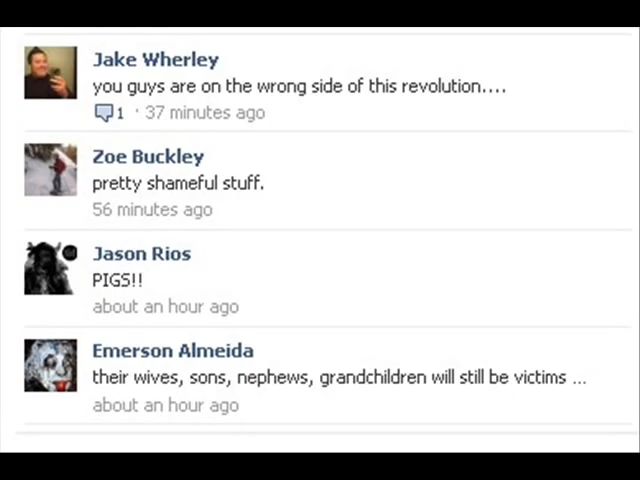 Jake Wherley
you guys are on the wrong side of this revolution....
1 · 37 minutes ago
Zoe Buckley
pretty shameful stuff.
56 minutes ago
Jason Rios
PIGS!!
about an hour ago
Emerson Almeida
their wives, sons, nephews, grandchildren will still be victims ...
about an hour ago